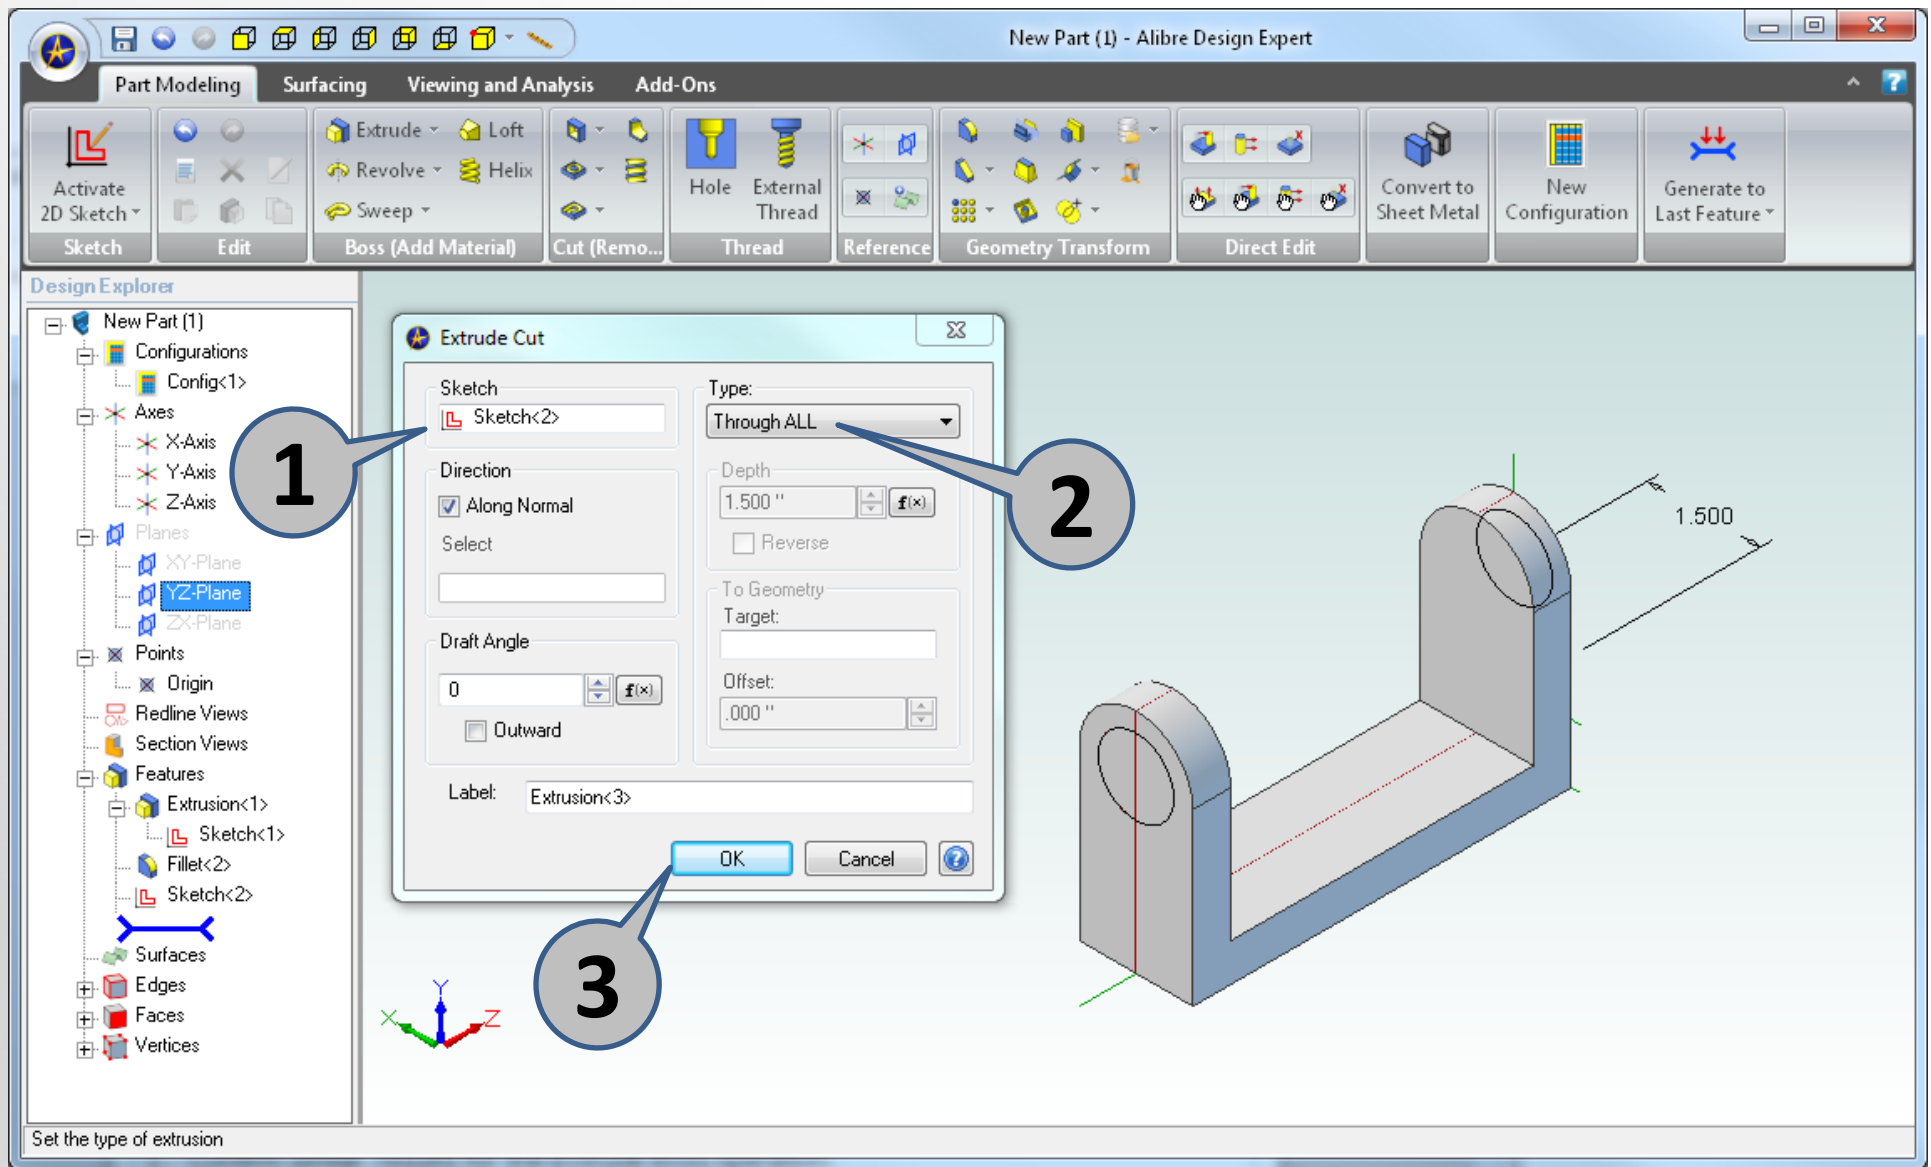 New Part (1) - Alibre Design Expert
Part Modeling
Surfacing
Viewing and Analysis
Add-Ons
Activate
2D Sketch
Sketch
Edit
Extrude
Loft
Revolve
Helix
Sweep
Boss (Add Material)
Cut (Remo...
Hole
External
Thread
Thread
Reference
Geometry Transform
Direct Edit
Convert to
Sheet Metal
New
Configuration
Generate to
Last Feature
Design Explorer
New Part (1)
Configurations
Config<1>
Axes
X-Axis
Y-Axis
Z-Axis
Planes
XY-Plane
YZ-Plane
ZX-Plane
Points
Origin
Redline Views
Section Views
Features
Extrusion<1>
Sketch<1>
Fillet<2>
Sketch<2>
Surfaces
Edges
Faces
Vertices
Extrude Cut
Sketch
Sketch<2>
Direction
Along Normal
Select
Draft Angle
0
f(x)
Outward
Type:
Through ALL
Depth
1.500 "
f(x)
Reverse
To Geometry
Target:
Offset:
.000 "
Label:
Extrusion<3>
OK
Cancel
1
2
3
1.500
X
Y
Z
Set the type of extrusion